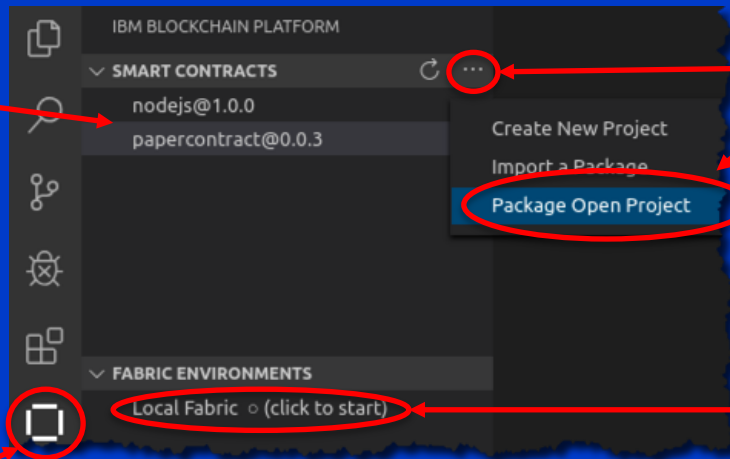 IBM BLOCKCHAIN PLATFORM
SMART CONTRACTS
nodejs@1.0.0
papercontract@0.0.3
Create New Project
Import a Package
Package Open Project
FABRIC ENVIRONMENTS
Local Fabric ○ (click to start)